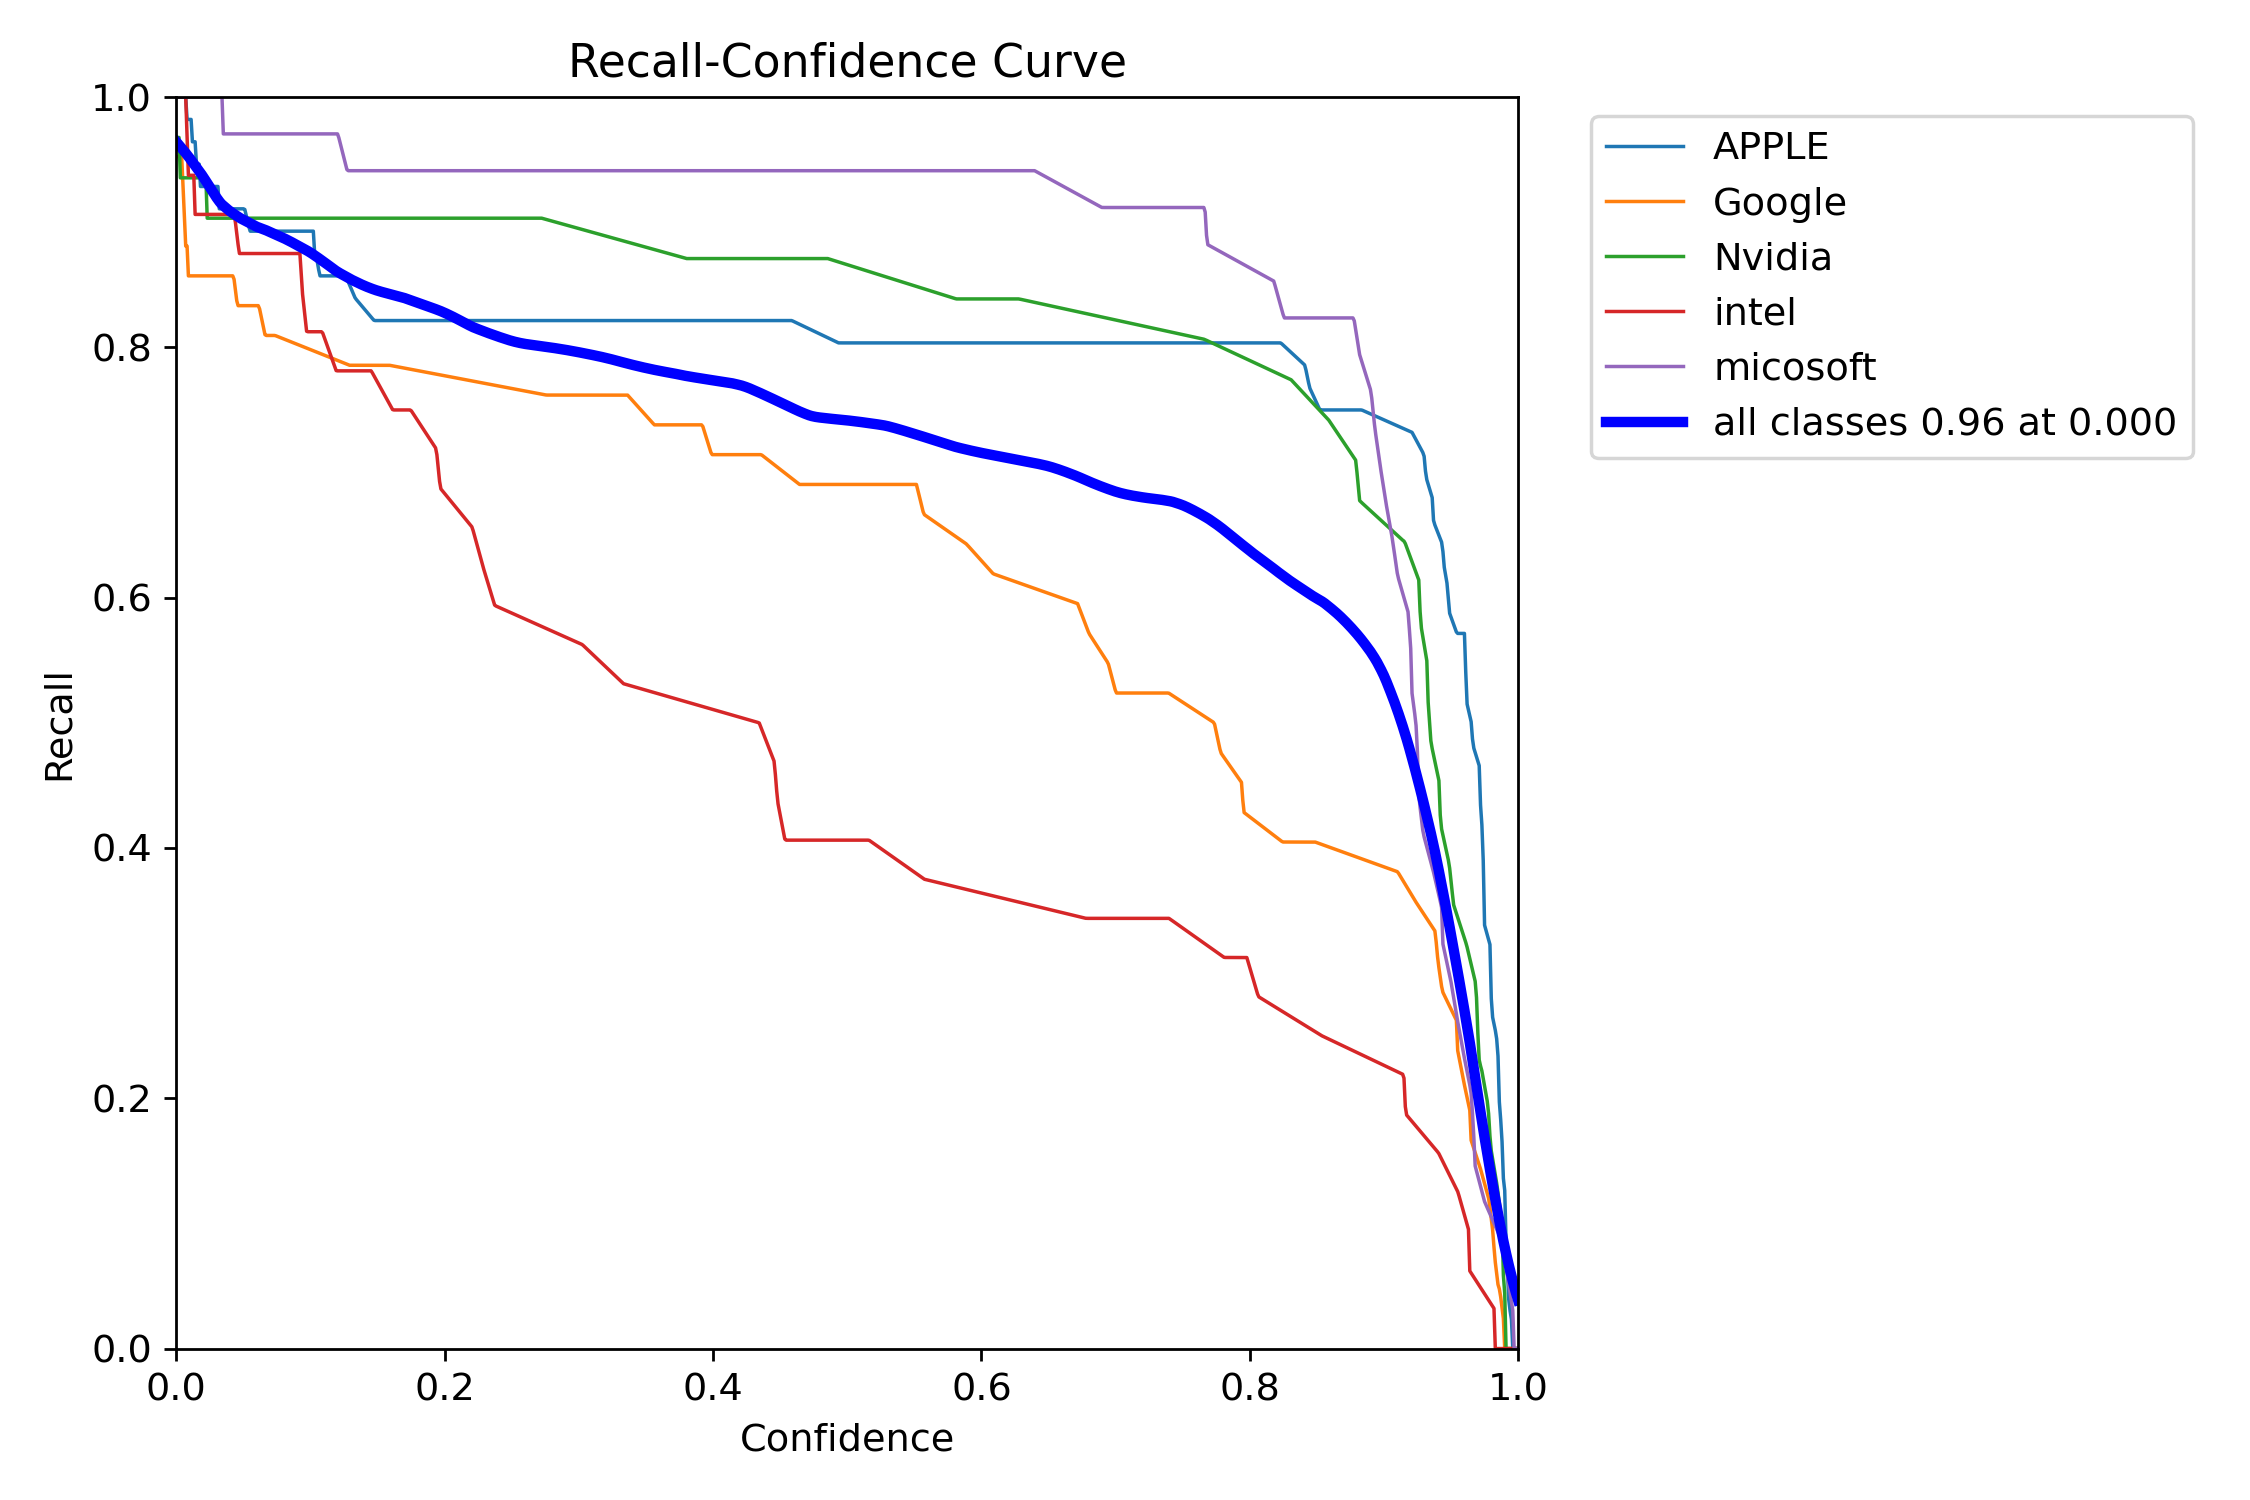 Recall-Confidence Curve
1.0
0.8
0.6
0.4
0.2
0.0
Recall
0.0 0.2 0.4 0.6 0.8 1.0
Confidence
APPLE
Google
Nvidia
intel
micosoft
all classes 0.96 at 0.000